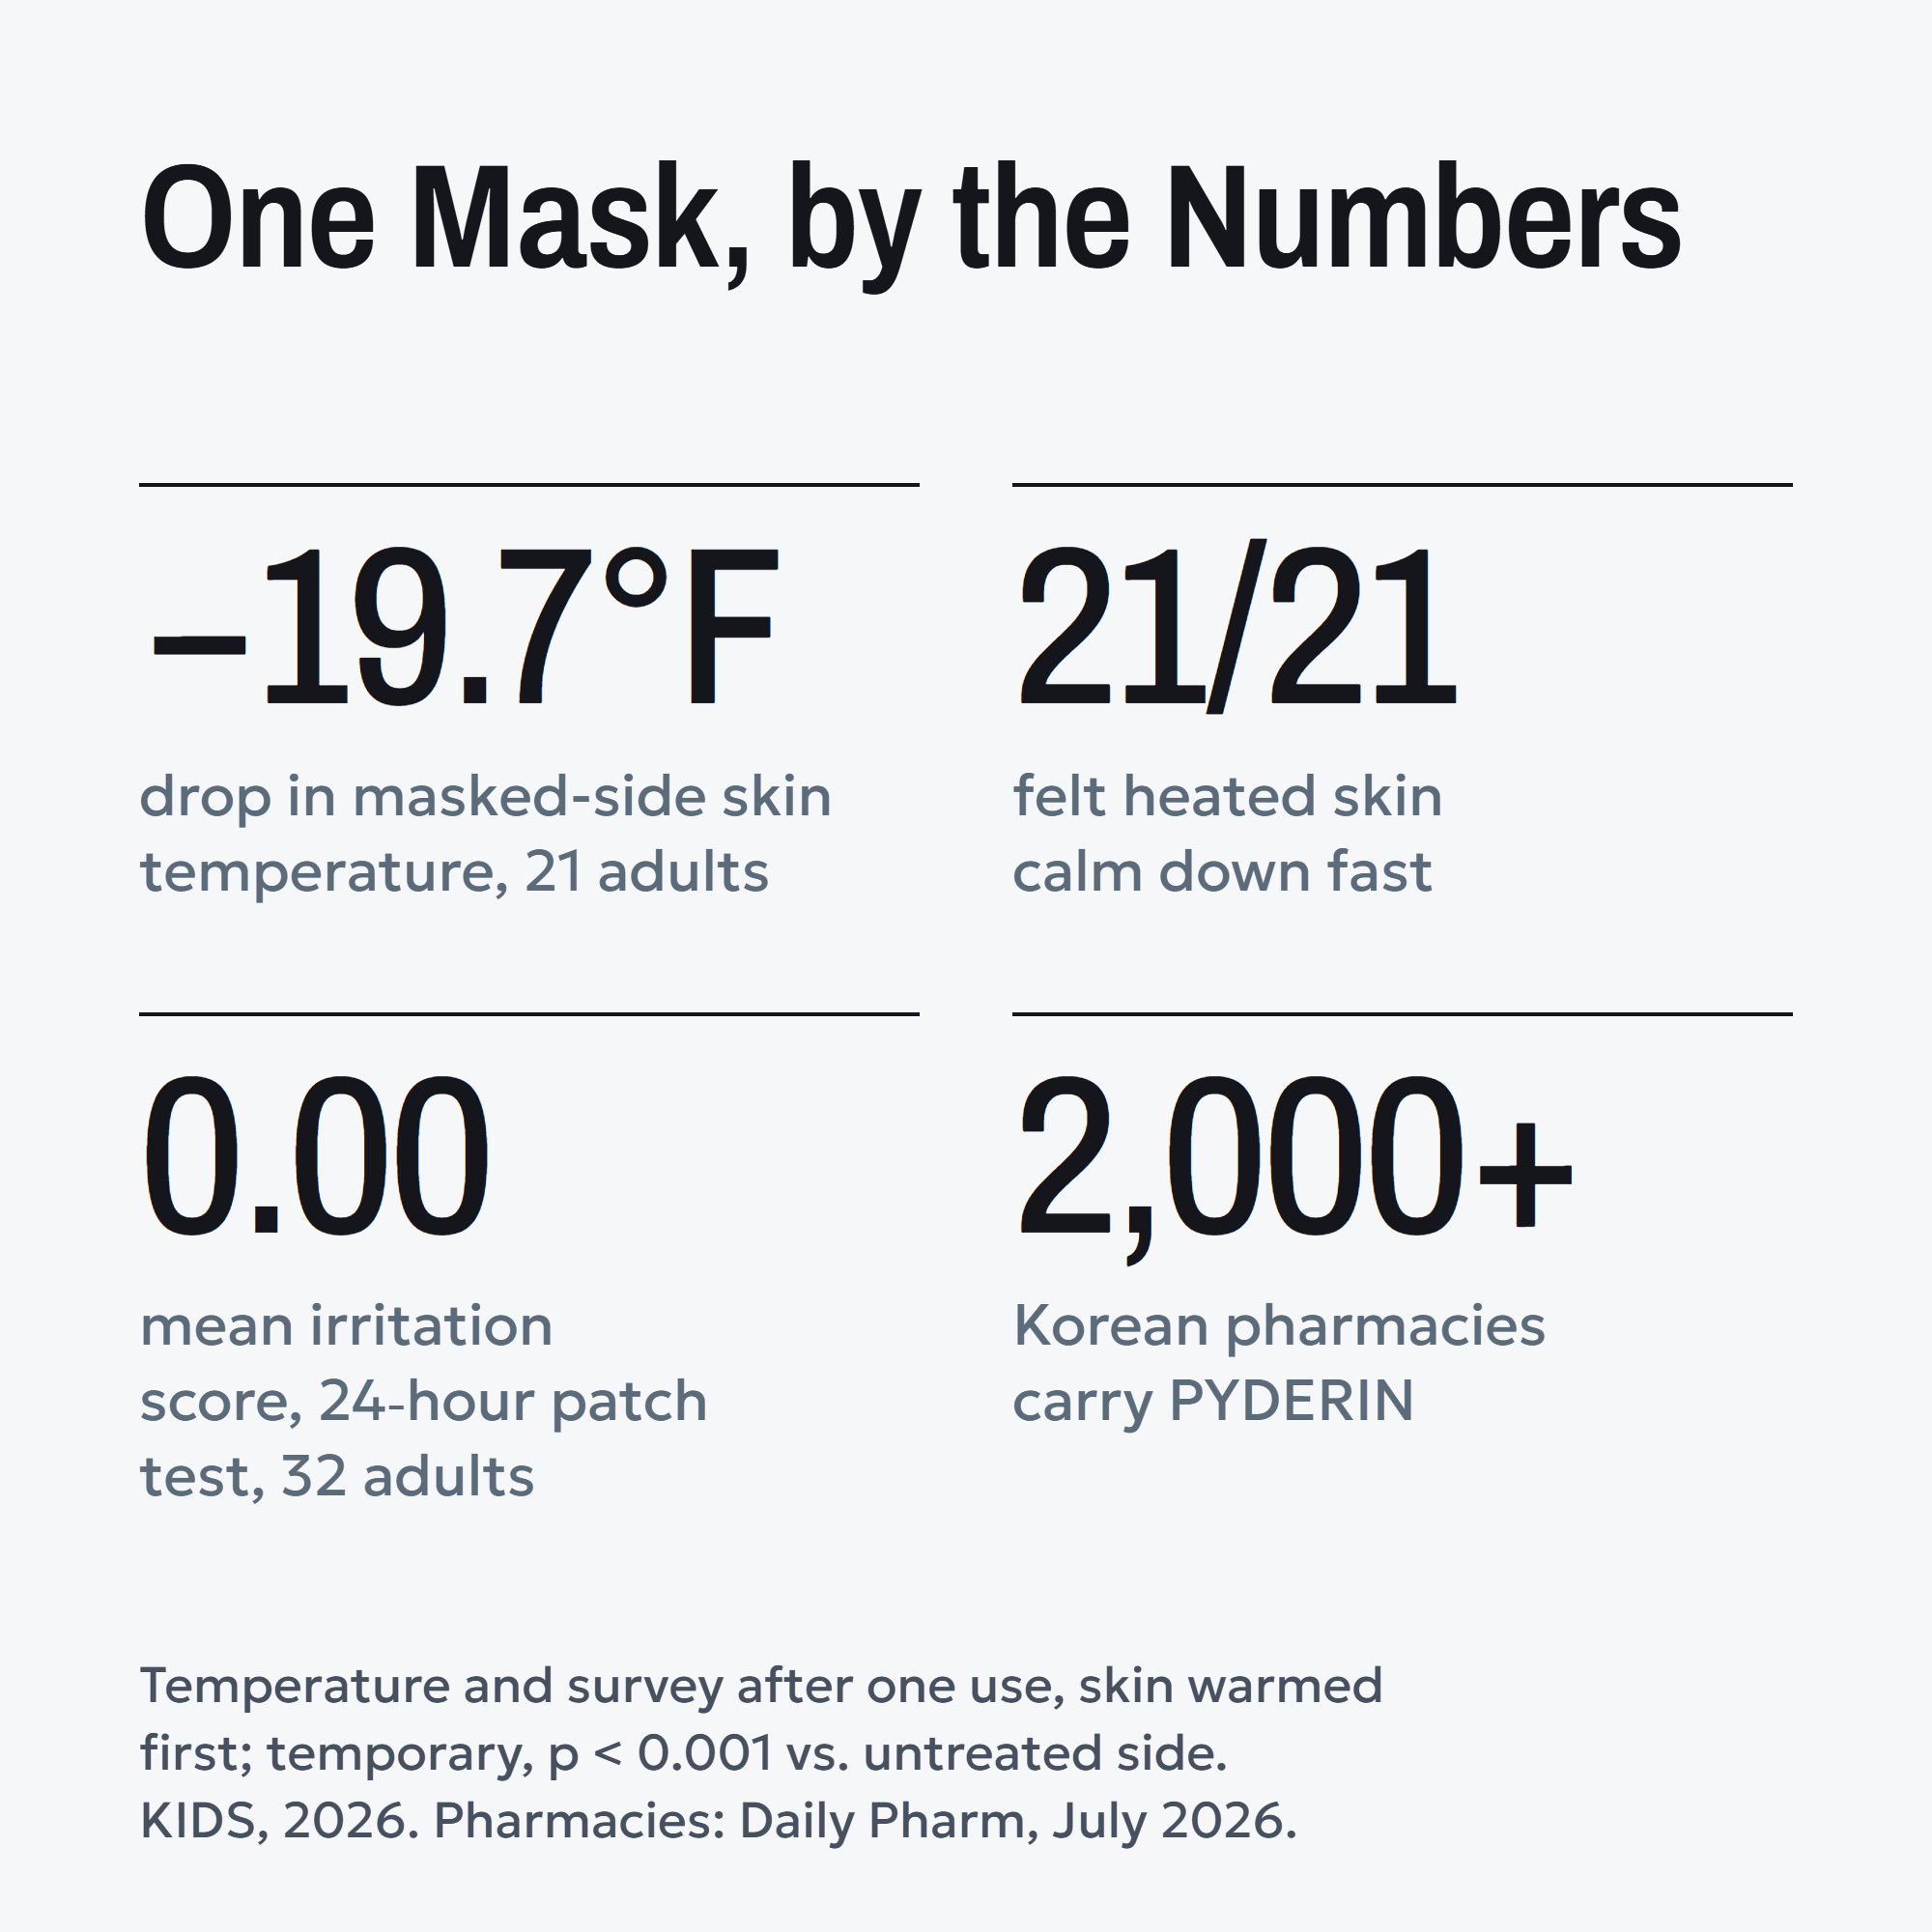 One Mask, by the Numbers
–19.7°F
drop in masked-side skin
temperature, 21 adults
21/21
felt heated skin
calm down fast
0.00
mean irritation
score, 24-hour patch
test, 32 adults
2,000+
Korean pharmacies
carry PYDERIN
Temperature and survey after one use, skin warmed
first; temporary, p < 0.001 vs. untreated side.
KIDS, 2026. Pharmacies: Daily Pharm, July 2026.